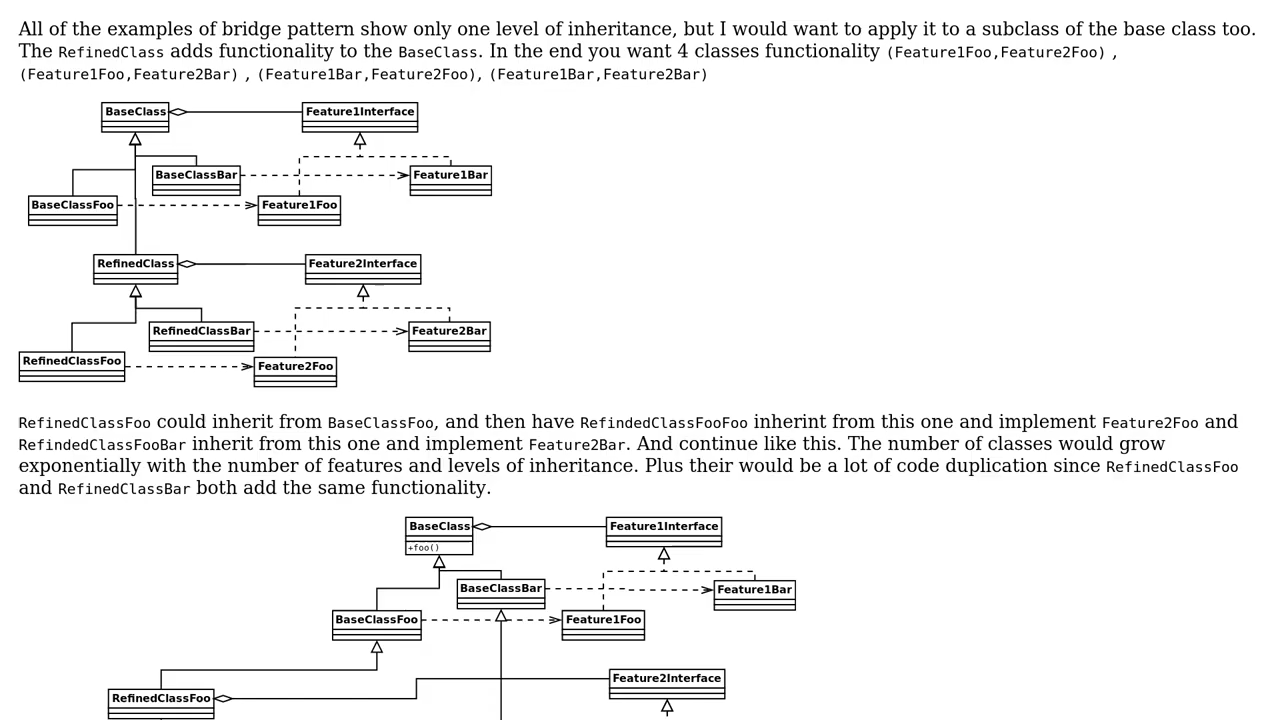 All of the examples of bridge pattern show only one level of inheritance, but I would want to apply it to a subclass of the base class too.
The RefinedClass adds functionality to the BaseClass. In the end you want 4 classes functionality (Feature1Foo,Feature2Foo) ,
(Feature1Foo,Feature2Bar) , (Feature1Bar,Feature2Foo), (Feature1Bar,Feature2Bar)
BaseClass
Feature1Interface
BaseClassBar
Feature1Bar
BaseClassFoo
Feature1Foo
RefinedClass
Feature2Interface
RefinedClassBar
Feature2Bar
RefinedClassFoo
Feature2Foo
RefinedClassFoo could inherit from BaseClassFoo, and then have RefindedClassFooFoo inherint from this one and implement Feature2Foo and
RefindedClassFooBar inherit from this one and implement Feature2Bar. And continue like this. The number of classes would grow
exponentially with the number of features and levels of inheritance. Plus their would be a lot of code duplication since RefinedClassFoo
and RefinedClassBar both add the same functionality.
BaseClass
Feature1Interface
+foo()
BaseClassBar
Feature1Bar
BaseClassFoo
Feature1Foo
Feature2Interface
RefinedClassFoo